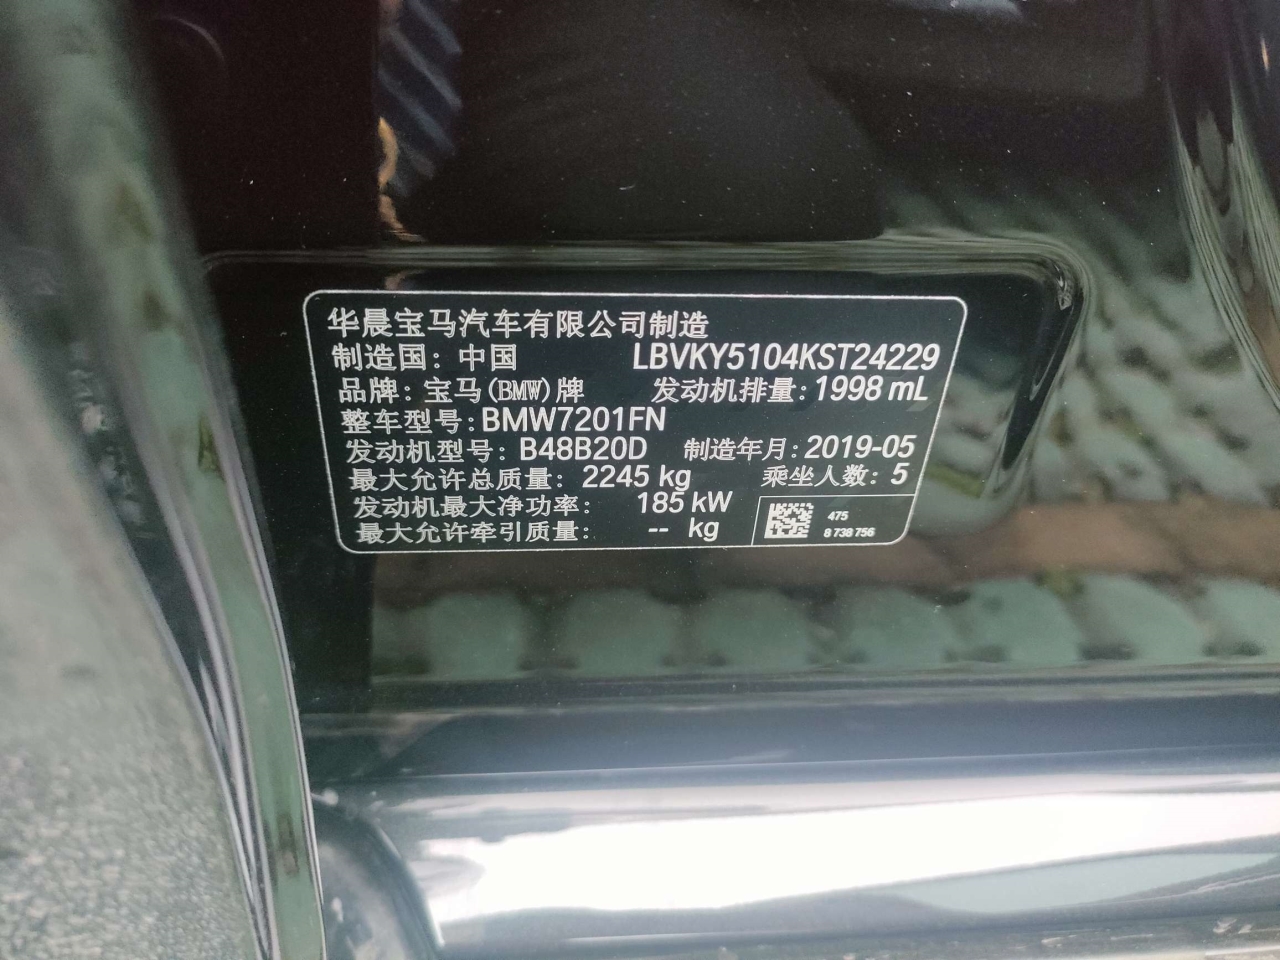 华晨宝马汽车有限公司制造
制造国：中国 LBVKY5104KST24229
品牌：宝马(BMW)牌 发动机排量：1998 mL
整车型号：BMW7201FN
发动机型号：B48B20D 制造年月：2019-05
最大允许总质量：2245 kg 乘坐人数：5
发动机最大净功率：185 kW
最大允许牵引质量：-- kg
475
8 738 756